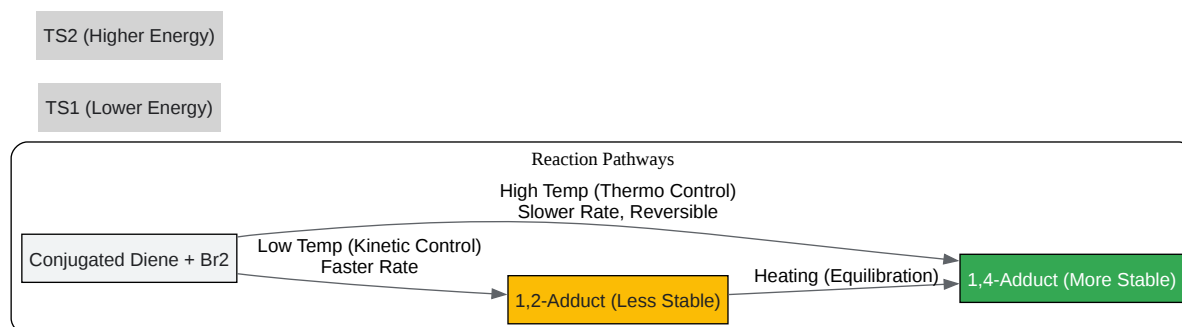 TS2 (Higher Energy)
TS1 (Lower Energy)
Reaction Pathways
High Temp (Thermo Control)
Slower Rate, Reversible
Conjugated Diene + Br2
Low Temp (Kinetic Control)
Faster Rate
1,2-Adduct (Less Stable)
Heating (Equilibration)
1,4-Adduct (More Stable)